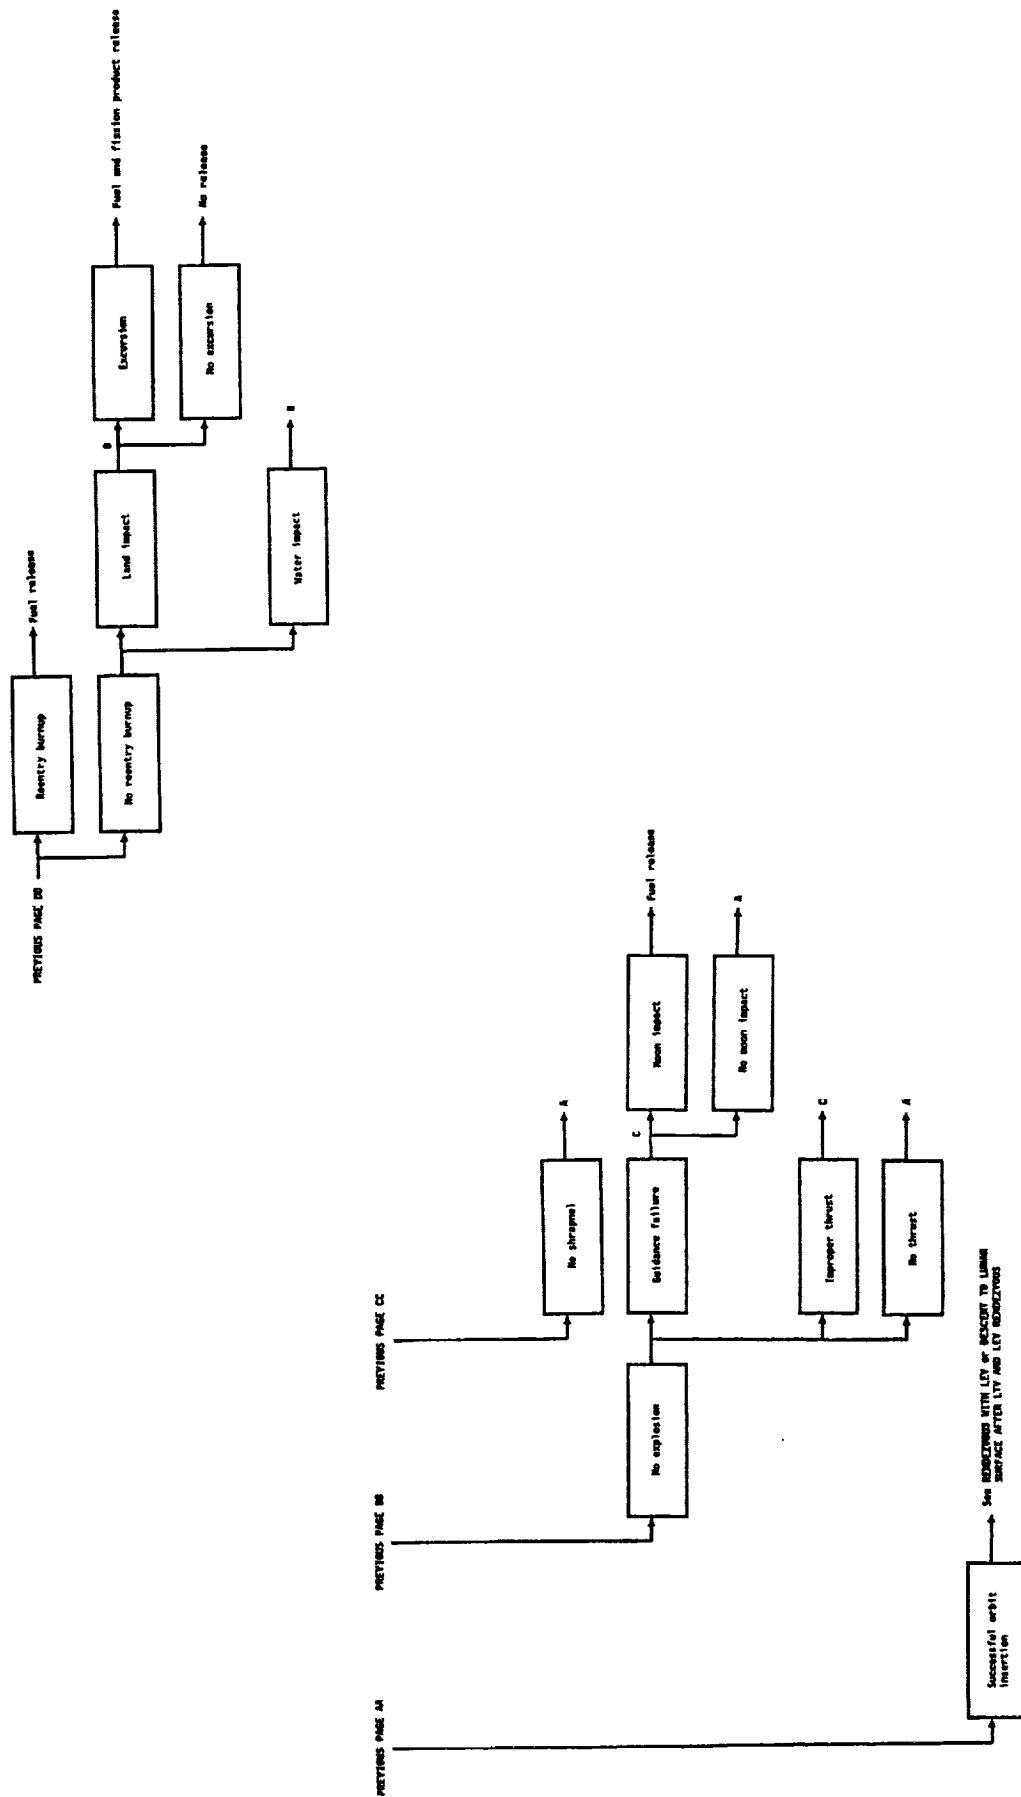 PREVIOUS PAGE DD
Reentry burnup
Fuel release
No reentry burnup
Land impact
B
Excursion
Fuel and fission product release
No excursion
No release
Water impact
B
PREVIOUS PAGE AA
PREVIOUS PAGE BB
PREVIOUS PAGE CC
No shrapnel
A
No explosion
Guidance failure
C
Moon impact
Fuel release
No moon impact
A
Improper thrust
C
No thrust
A
Successful orbit
insertion
See RENDEZVOUS WITH LEV or DESCENT TO LUNAR
SURFACE AFTER LTV AND LEV RENDEZVOUS